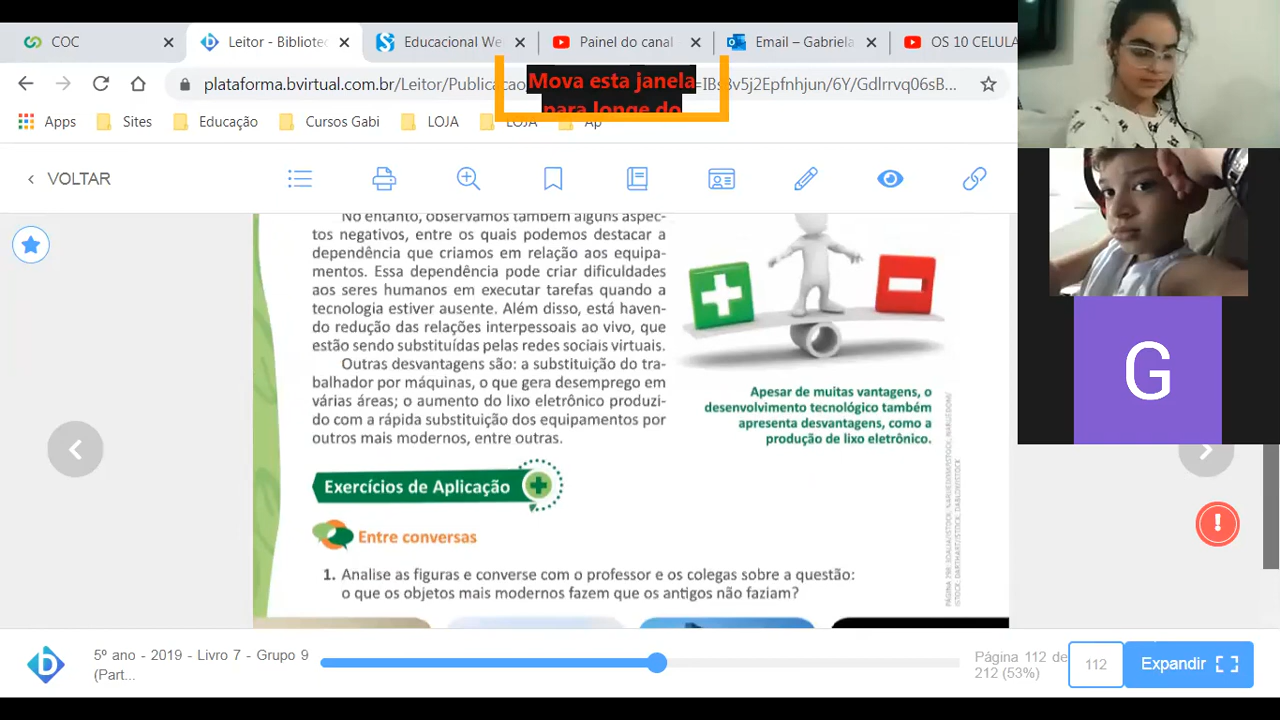 COC
Leitor - Bibliotec
Educacional We
Painel do canal
Email – Gabriela
OS 10 CELULA
plataforma.bvirtual.com.br/Leitor/Publicacao
Mova esta janela
para longe do
Apps
Sites
Educação
Cursos Gabi
LOJA
LOJA
Ap
VOLTAR
No entanto, observamos também alguns aspec-
tos negativos, entre os quais podemos destacar a
dependência que criamos em relação aos equipa-
mentos. Essa dependência pode criar dificuldades
aos seres humanos em executar tarefas quando a
tecnologia estiver ausente. Além disso, está haven-
do redução das relações interpessoais ao vivo, que
estão sendo substituídas pelas redes sociais virtuais.
Outras desvantagens são: a substituição do tra-
balhador por máquinas, o que gera desemprego em
várias áreas; o aumento do lixo eletrônico produzi-
do com a rápida substituição dos equipamentos por
outros mais modernos, entre outras.
Apesar de muitas vantagens, o
desenvolvimento tecnológico também
apresenta desvantagens, como a
produção de lixo eletrônico.
Exercícios de Aplicação
Entre conversas
1. Analise as figuras e converse com o professor e os colegas sobre a questão:
o que os objetos mais modernos fazem que os antigos não faziam?
G
5º ano - 2019 - Livro 7 - Grupo 9
(Part...
Página 112 de
212 (53%)
112
Expandir